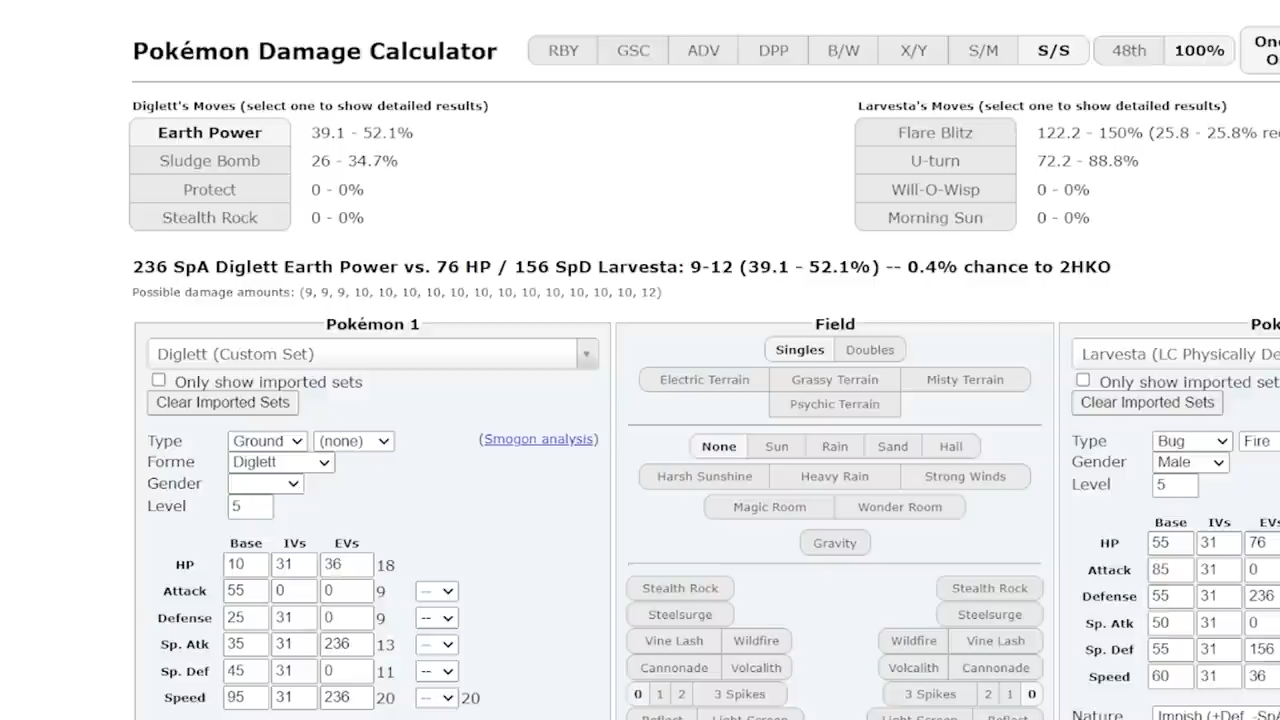 Pokémon Damage Calculator RBY GSC ADV DPP B/W X/Y S/M S/S 48th 100%
Diglett's Moves (select one to show detailed results) Larvesta's Moves (select one to show detailed results)
Earth Power 39.1 - 52.1% Flare Blitz 122.2 - 150% (25.8 - 25.8%
Sludge Bomb 26 - 34.7% U-turn 72.2 - 88.8%
Protect 0 - 0% Will-O-Wisp 0 - 0%
Stealth Rock 0 - 0% Morning Sun 0 - 0%
236 SpA Diglett Earth Power vs. 76 HP / 156 SpD Larvesta: 9-12 (39.1 - 52.1%) -- 0.4% chance to 2HKO
Possible damage amounts: (9, 9, 9, 10, 10, 10, 10, 10, 10, 10, 10, 10, 10, 10, 10, 12)
Pokémon 1 Field
Diglett (Custom Set) Singles Doubles Larvesta (LC Physically
Only show imported sets Electric Terrain Grassy Terrain Misty Terrain Only show imported
Clear Imported Sets Psychic Terrain Clear Imported Sets
Type Ground (none) (Smogon analysis) None Sun Rain Sand Hail Type Bug Fire
Forme Diglett Gender Male
Gender Harsh Sunshine Heavy Rain Strong Winds Level 5
Level 5 Magic Room Wonder Room
Base IVs EVs Gravity Base IVs EVs
HP 10 31 36 18 HP 55 31 76
Attack 55 0 0 9 -- Stealth Rock Stealth Rock Attack 85 31 0
Defense 25 31 0 9 -- Steelsurge Steelsurge Defense 55 31 236
Sp. Atk 35 31 236 13 -- Vine Lash Wildfire Wildfire Vine Lash Sp. Atk 50 31 0
Sp. Def 45 31 0 11 -- Cannonade Volcalith Volcalith Cannonade Sp. Def 55 31 156
Speed 95 31 236 20 -- 20 0 1 2 3 Spikes 3 Spikes 2 1 0 Speed 60 31 36
Reflect Light Screen Light Screen Reflect Nature Impish (+Def,